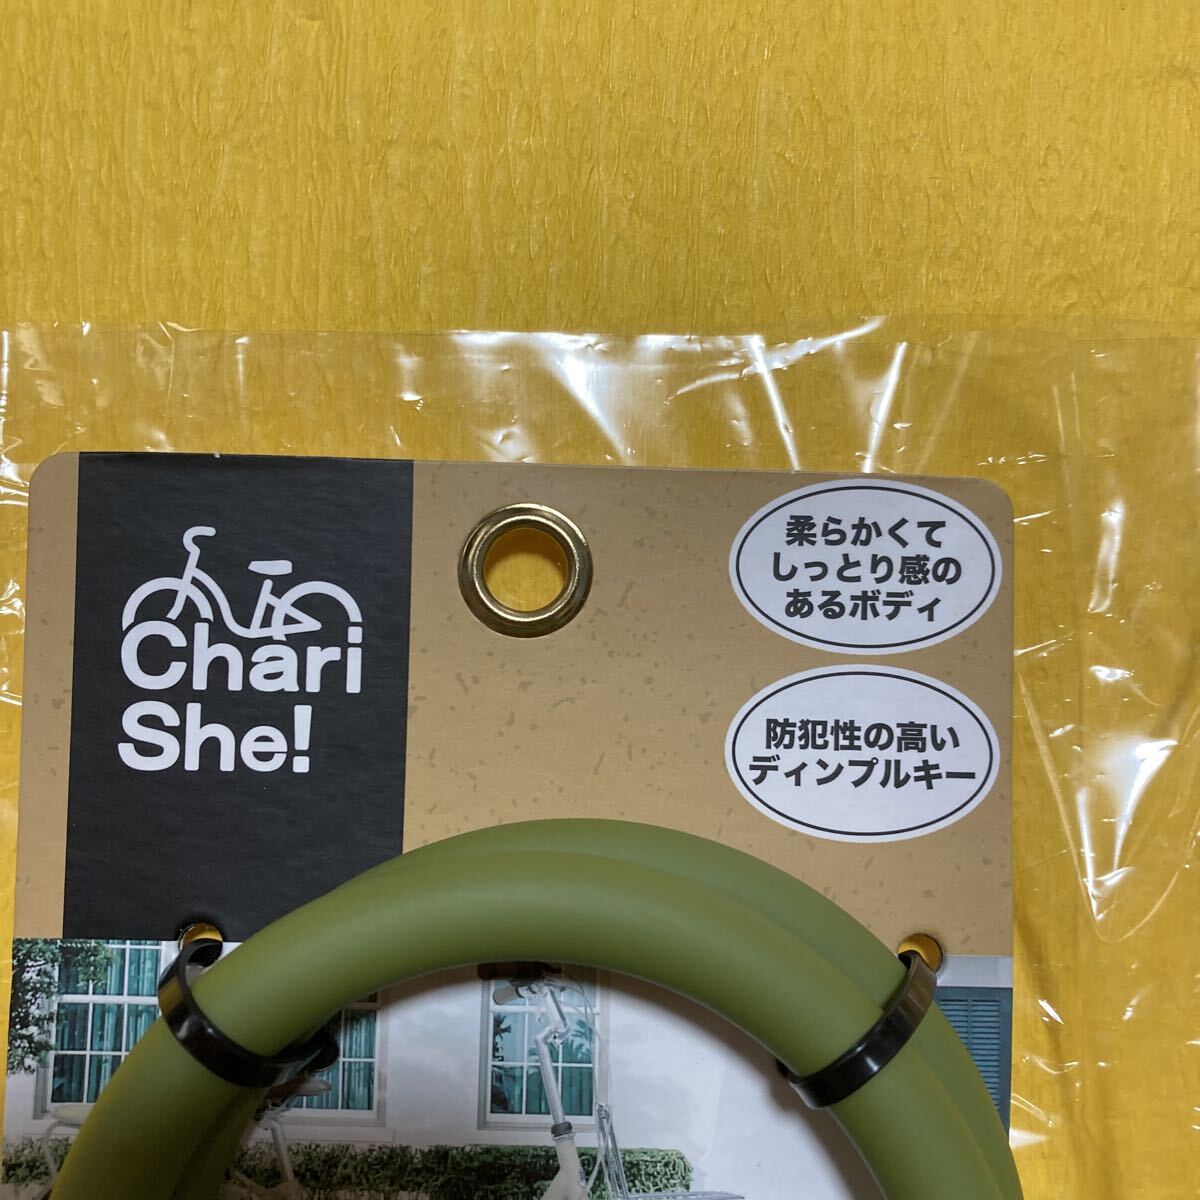 Chari
She!
柔らかくて
しっとり感の
あるボディ
防犯性の高い
ディンプルキー